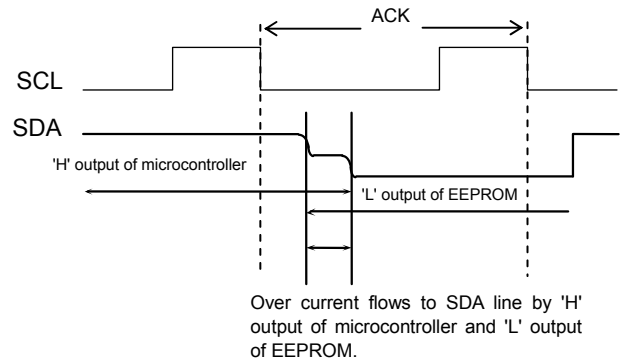 ACK
SCL
SDA
'H' output of microcontroller
'L' output of EEPROM
Over current flows to SDA line by 'H'
output of microcontroller and 'L' output
of EEPROM.